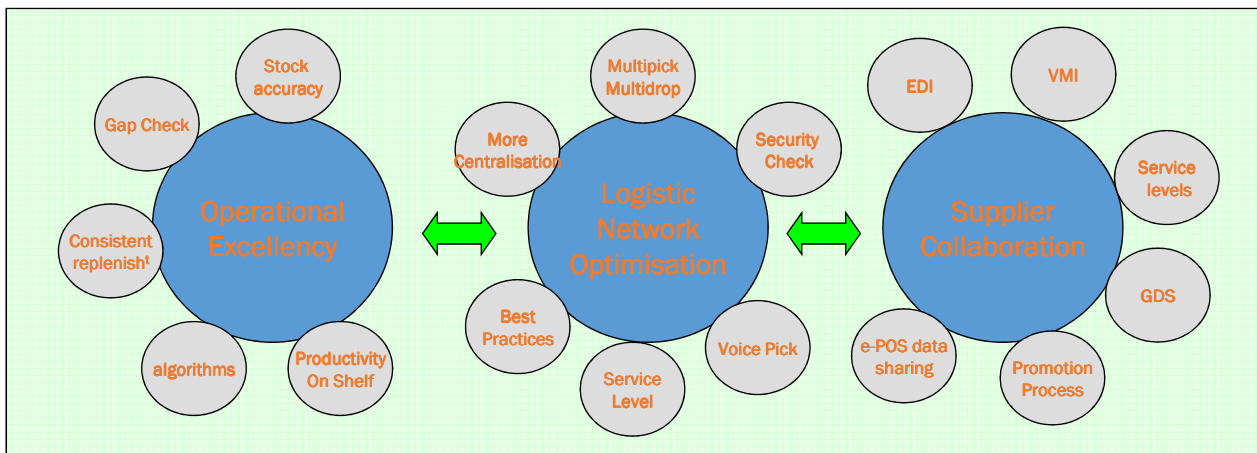 Stock
accuracy
Gap Check
Operational
Excellency
Consistent
replenishᵗ
algorithms
Productivity
On Shelf
Multipick
Multidrop
More
Centralisation
Security
Check
Logistic
Network
Optimisation
Best
Practices
Voice Pick
Service
Level
EDI
VMI
Service
levels
Supplier
Collaboration
GDS
e-POS data
sharing
Promotion
Process